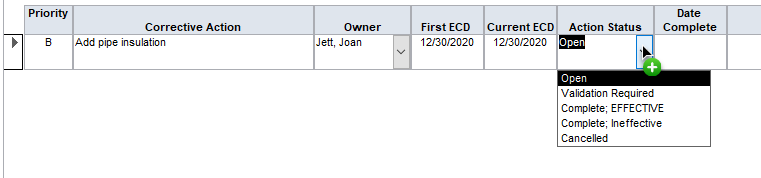 Priority Corrective Action Owner First ECD Current ECD Action Status Date Complete
B Add pipe insulation Jett, Joan 12/30/2020 12/30/2020 Open
Open
Validation Required
Complete; EFFECTIVE
Complete; Ineffective
Cancelled